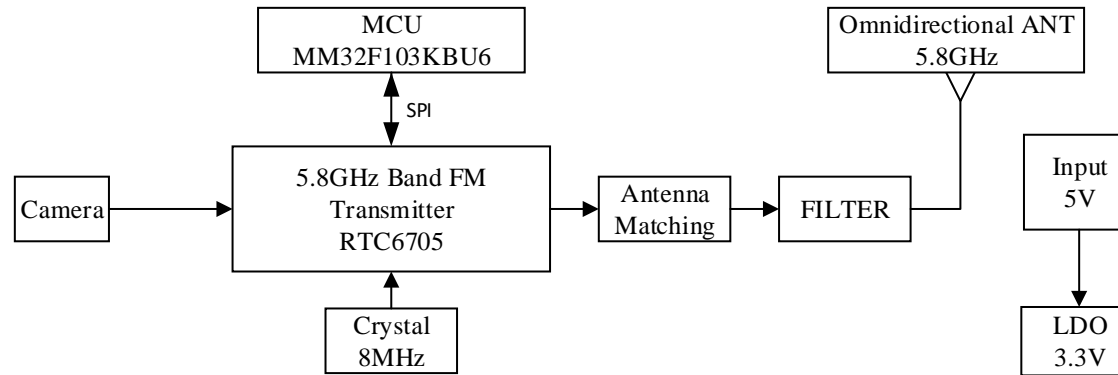 MCU
MM32F103KBU6
Omnidirectional ANT
5.8GHz
SPI
5.8GHz Band FM
Transmitter
RTC6705
Camera
Antenna
Matching
FILTER
Input
5V
Crystal
8MHz
LDO
3.3V